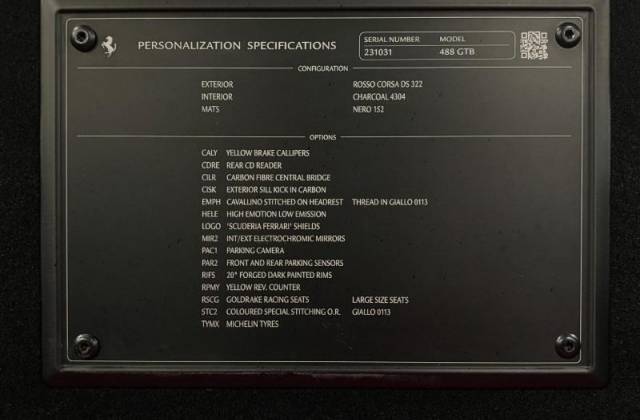 PERSONALIZATION SPECIFICATIONS
SERIAL NUMBER MODEL
231031 488 GTB
CONFIGURATION
EXTERIOR ROSSO CORSA DS 322
INTERIOR CHARCOAL 4304
MATS NERO 152
OPTIONS
CALY YELLOW BRAKE CALLIPERS
CDRE REAR CD READER
CILR CARBON FIBRE CENTRAL BRIDGE
CISK EXTERIOR SILL KICK IN CARBON
EMPH CAVALLINO STITCHED ON HEADREST THREAD IN GIALLO 0113
HELE HIGH EMOTION LOW EMISSION
LOGO 'SCUDERIA FERRARI' SHIELDS
MIR2 INT/EXT ELECTROCHROMIC MIRRORS
PAC1 PARKING CAMERA
PAR2 FRONT AND REAR PARKING SENSORS
RIF5 20" FORGED DARK PAINTED RIMS
RPMY YELLOW REV. COUNTER
RSCG GOLDRAKE RACING SEATS LARGE SIZE SEATS
STC2 COLOURED SPECIAL STITCHING O.R. GIALLO 0113
TYMX MICHELIN TYRES